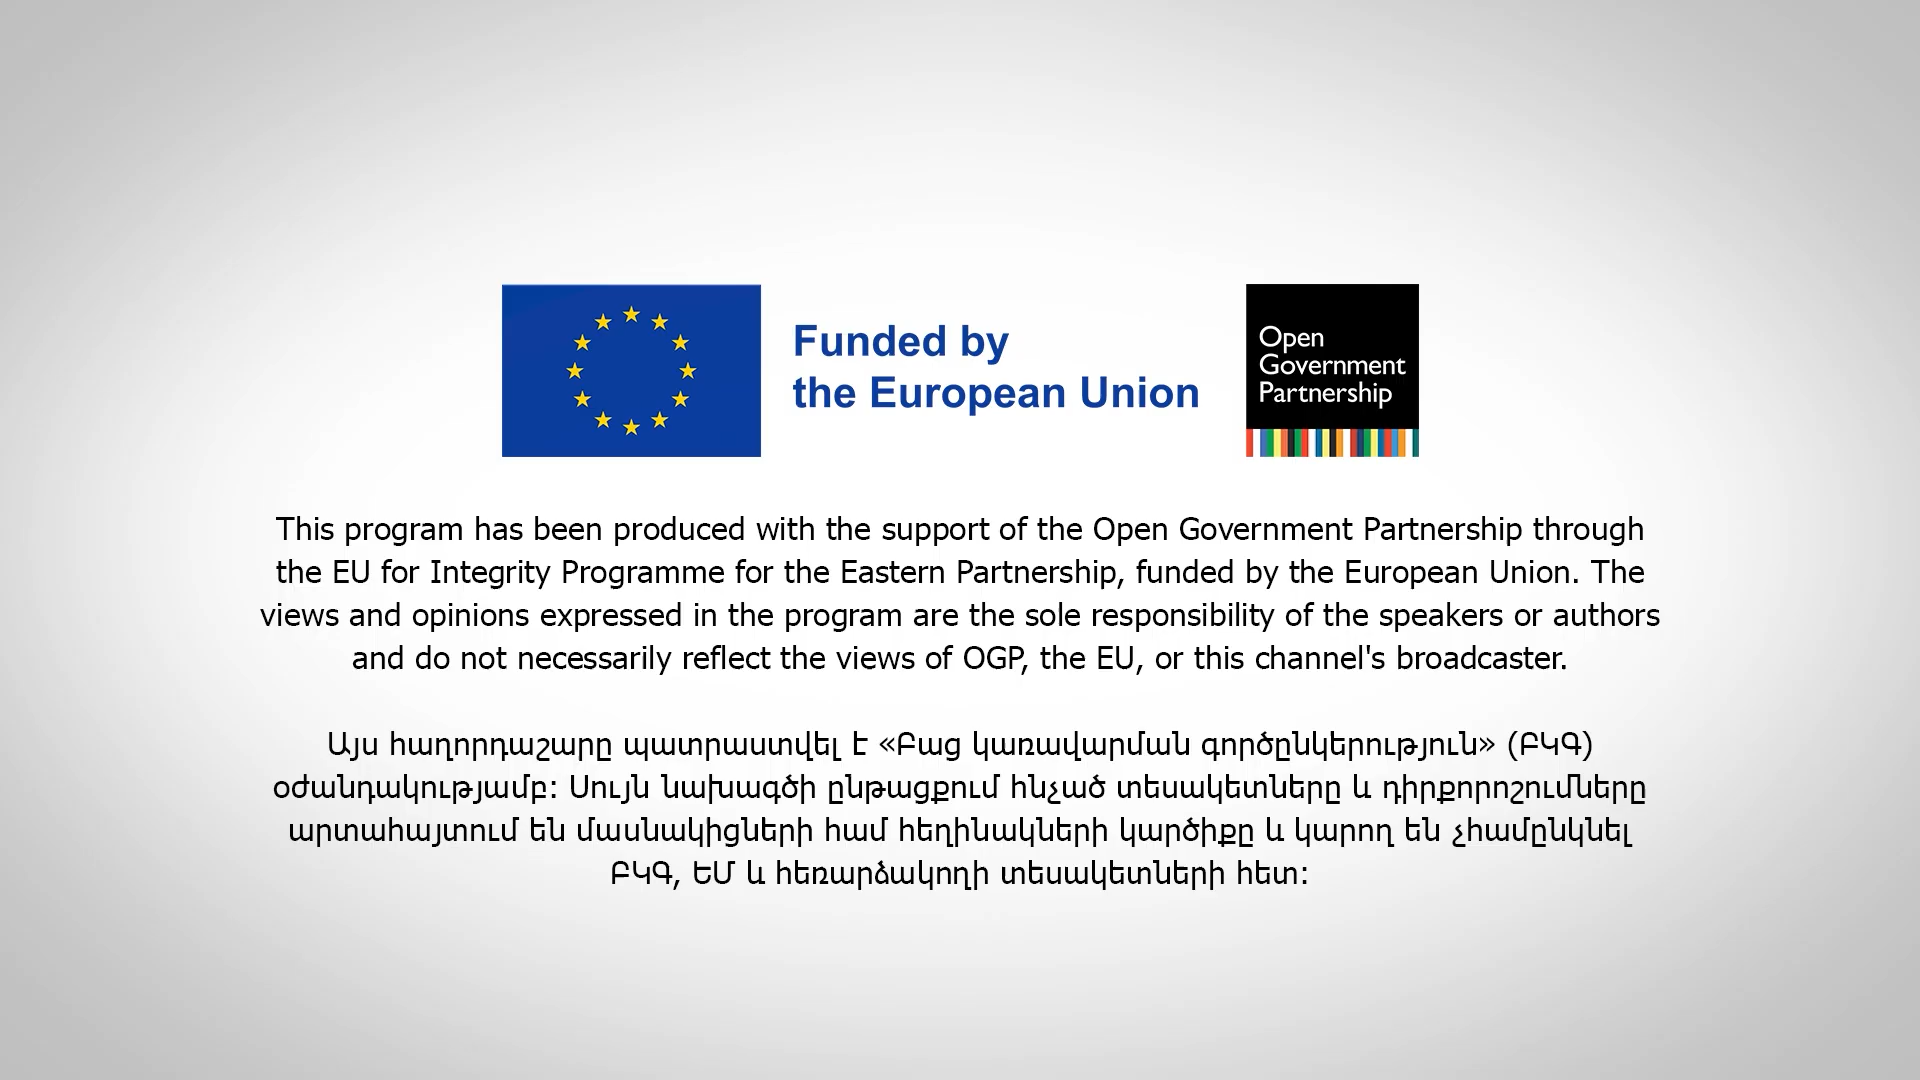 Funded by
the European Union
Open
Government
Partnership
This program has been produced with the support of the Open Government Partnership through
the EU for Integrity Programme for the Eastern Partnership, funded by the European Union. The
views and opinions expressed in the program are the sole responsibility of the speakers or authors
and do not necessarily reflect the views of OGP, the EU, or this channel's broadcaster.
Այս հաղորդաշարը պատրաստվել է «Բաց կառավարման գործընկերություն» (ԲԿԳ)
օժանդակությամբ: Սույն նախագծի ընթացքում հնչած տեսակետները և դիրքորոշումները
արտահայտում են մասնակիցների համ հեղինակների կարծիքը և կարող են չհամընկնել
ԲԿԳ, ԵՄ և հեռարձակողի տեսակետների հետ: